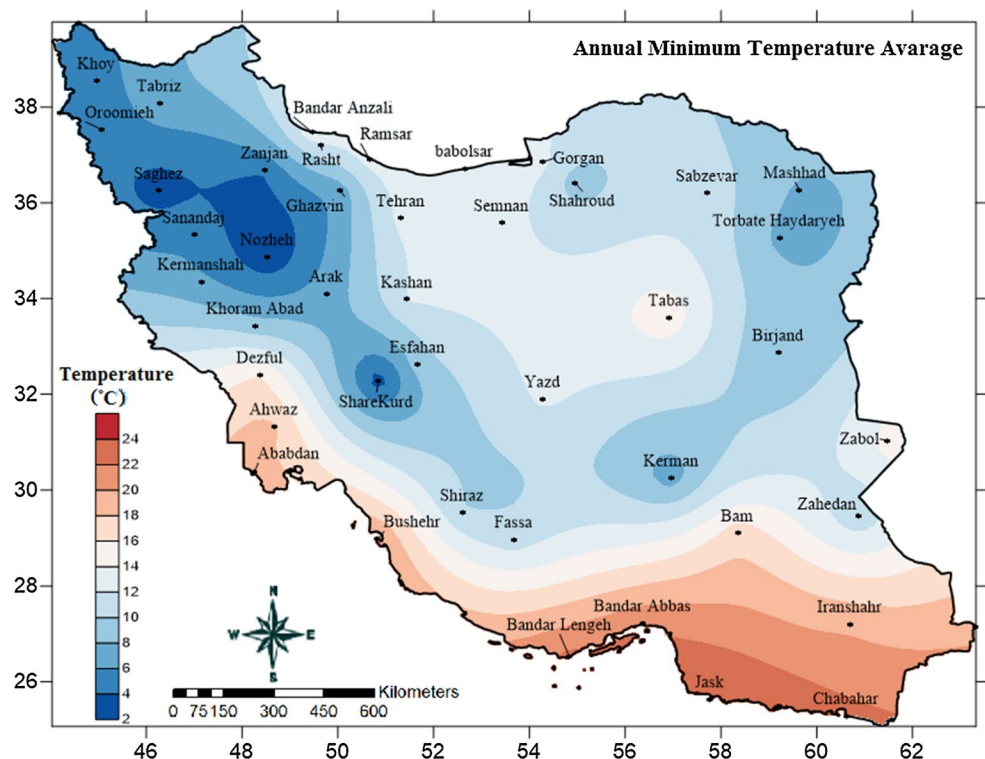 Annual Minimum Temperature Avarage
Khoy
Tabriz
38
Bandar Anzali
Oroomieh
Ramsar
babolsar
Zanjan
Rasht
Gorgan
Saghez
Sabzevar
Mashhad
36
Ghazvin
Tehran
Semnan
Shahroud
Sanandaj
Torbate Haydaryeh
Nozheh
Kermanshah
Arak
Kashan
34
Khoram Abad
Tabas
Esfahan
Birjand
Dezful
Temperature
(°C)
32
ShareKurd
Yazd
Ahwaz
24
22
20
18
16
14
12
10
8
6
4
2
Zabol
Ababdan
Kerman
30
Shiraz
Zahedan
Bushehr
Fassa
Bam
28
N
W E
S
Bandar Abbas
Iranshahr
Bandar Lengeh
26
Jask
Chabahar
Kilometers
0 75 150 300 450 600
46 48 50 52 54 56 58 60 62